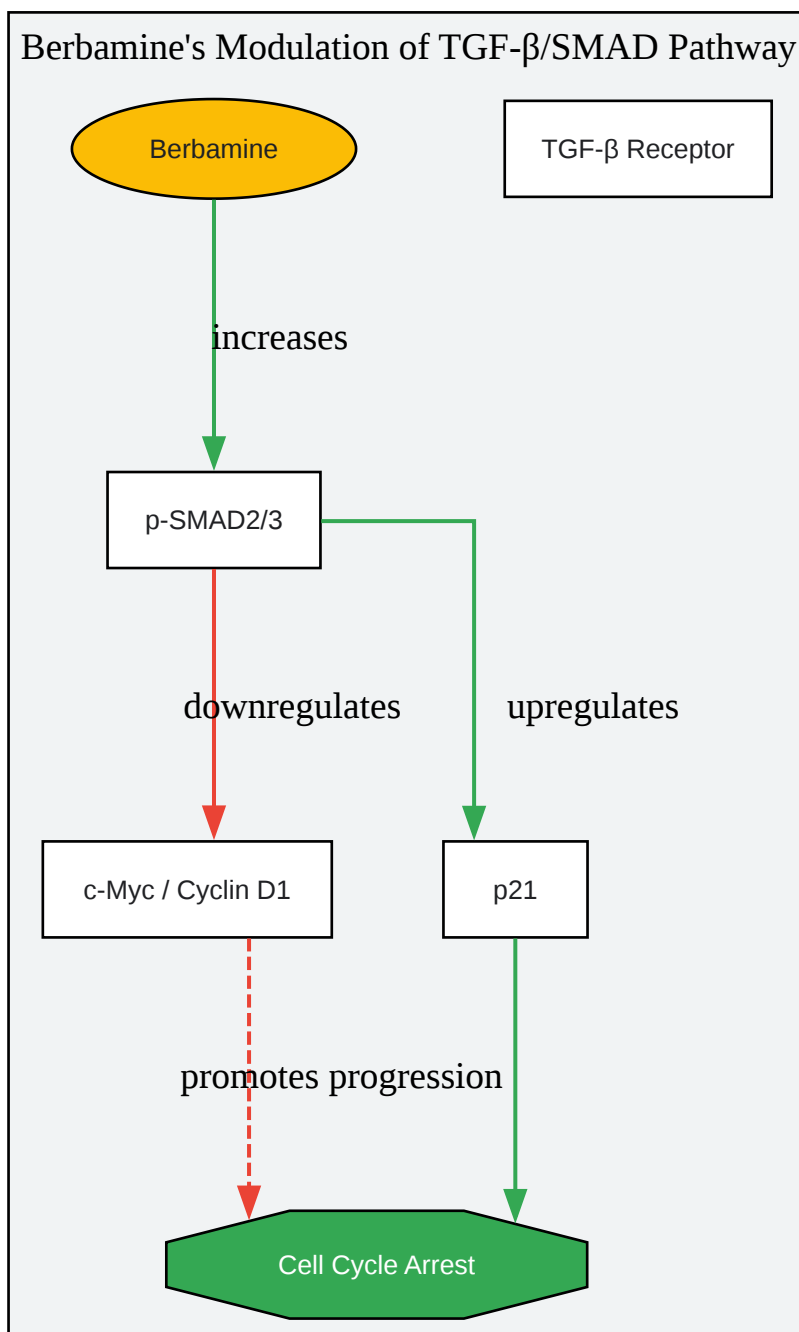 Berbamine's Modulation of TGF-β/SMAD Pathway
Berbamine
TGF-β Receptor
increases
p-SMAD2/3
downregulates
upregulates
c-Myc / Cyclin D1
p21
promotes progression
Cell Cycle Arrest